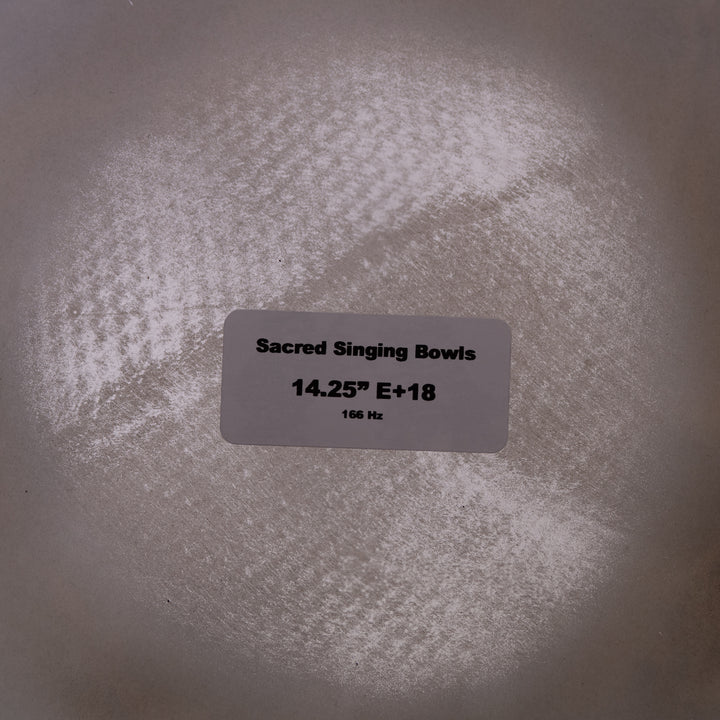 Sacred Singing Bowls
14.25” E+18
166 Hz